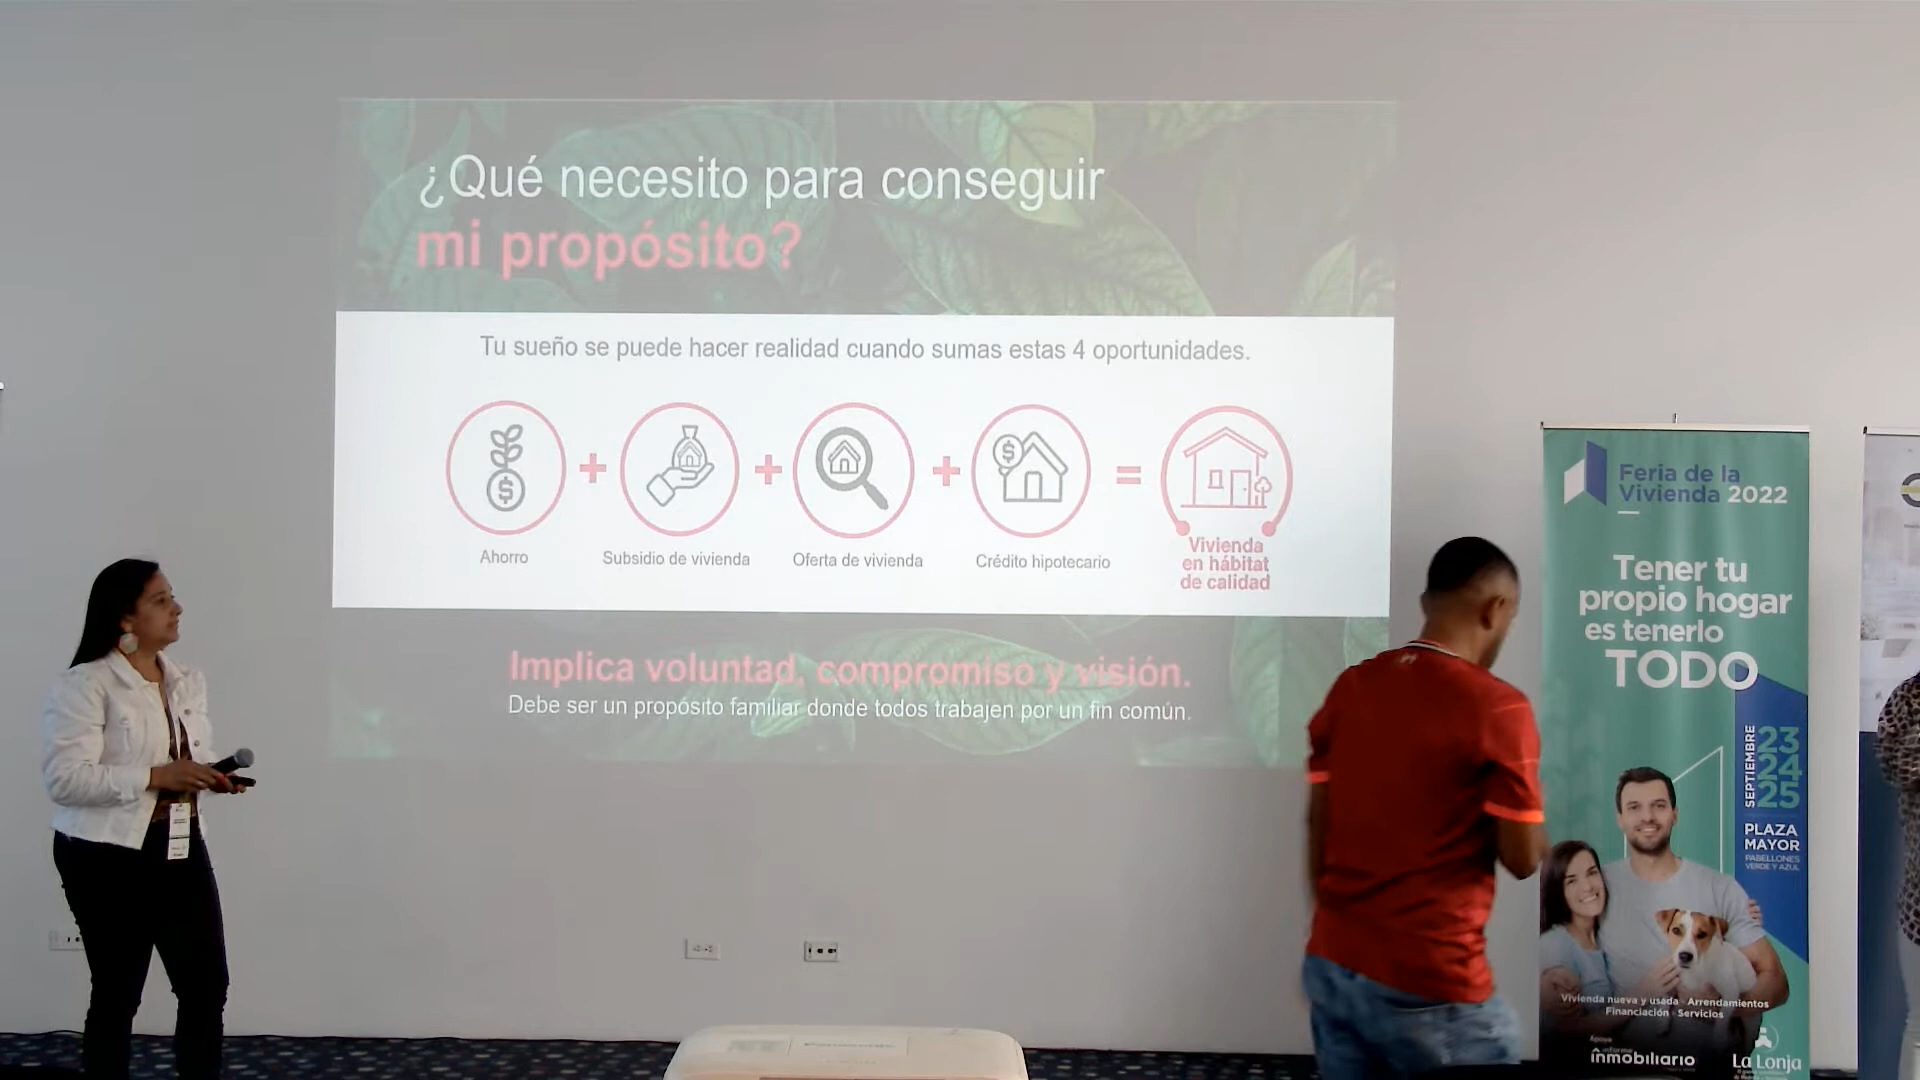 ¿Qué necesito para conseguir
mi propósito?
Tu sueño se puede hacer realidad cuando sumas estas 4 oportunidades.
$
$
Ahorro
Subsidio de vivienda
Oferta de vivienda
Crédito hipotecario
Vivienda
en hábitat
de calidad
Implica voluntad, compromiso y visión.
Debe ser un propósito familiar donde todos trabajen por un fin común.
Feria de la
Vivienda 2022
Tener tu
propio hogar
es tenerlo
TODO
SEPTIEMBRE
23
24
25
PLAZA
MAYOR
PABELLONES
VERDE Y AZUL
Vivienda nueva y usada · Arrendamientos
Financiación · Servicios
Apoya
informe
inmobiliario
La Lonja